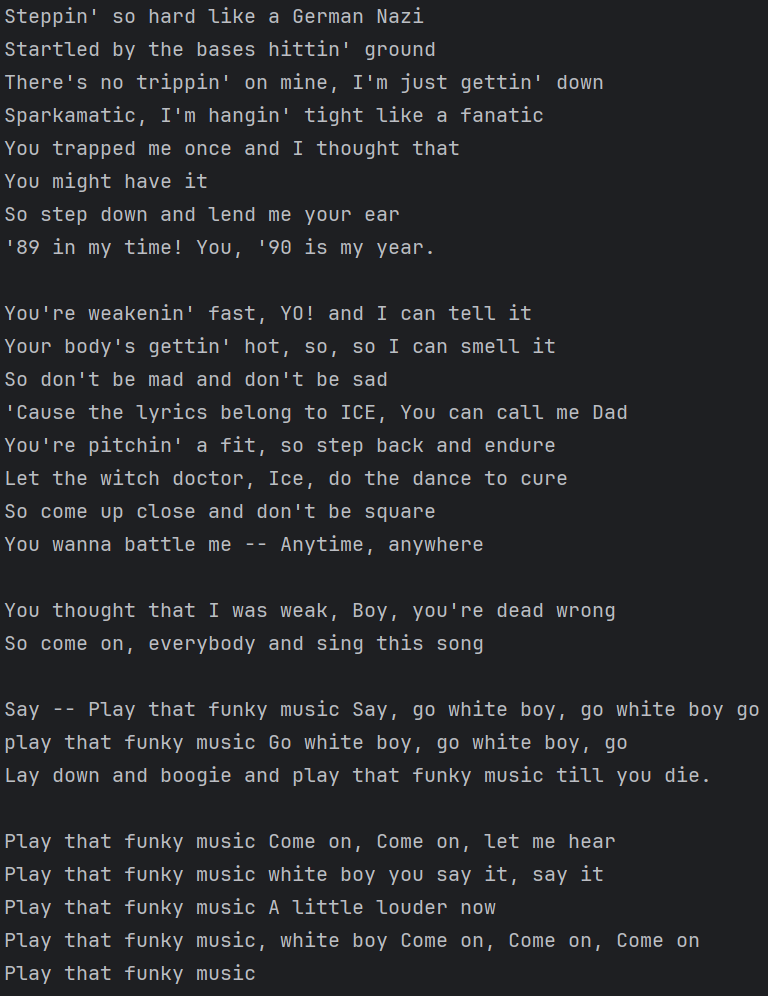 Steppin' so hard like a German Nazi
Startled by the bases hittin' ground
There's no trippin' on mine, I'm just gettin' down
Sparkamatic, I'm hangin' tight like a fanatic
You trapped me once and I thought that
You might have it
So step down and lend me your ear
'89 in my time! You, '90 is my year.

You're weakenin' fast, YO! and I can tell it
Your body's gettin' hot, so, so I can smell it
So don't be mad and don't be sad
'Cause the lyrics belong to ICE, You can call me Dad
You're pitchin' a fit, so step back and endure
Let the witch doctor, Ice, do the dance to cure
So come up close and don't be square
You wanna battle me -- Anytime, anywhere

You thought that I was weak, Boy, you're dead wrong
So come on, everybody and sing this song

Say -- Play that funky music Say, go white boy, go white boy go
play that funky music Go white boy, go white boy, go
Lay down and boogie and play that funky music till you die.

Play that funky music Come on, Come on, let me hear
Play that funky music white boy you say it, say it
Play that funky music A little louder now
Play that funky music, white boy Come on, Come on, Come on
Play that funky music